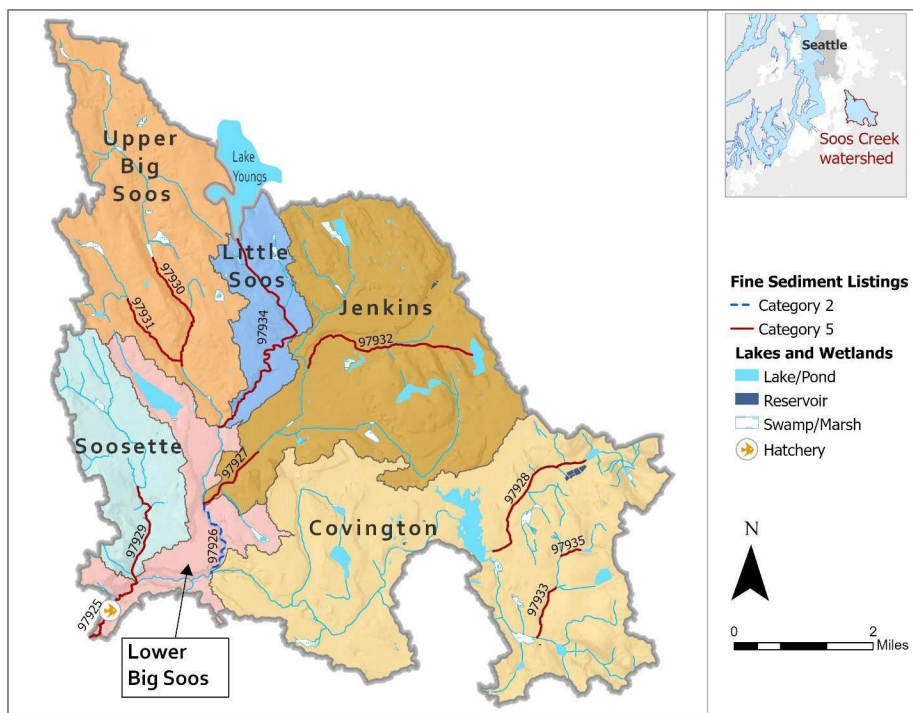 Upper
Big
Soos
Lake
Youngs
Little
Soos
Jenkins
97930
97931
97934
97932
Soosette
97927
97928
Covington
97929
97926
97935
97933
97925
Lower
Big Soos
Seattle
Soos Creek
watershed
Fine Sediment Listings
Category 2
Category 5
Lakes and Wetlands
Lake/Pond
Reservoir
Swamp/Marsh
Hatchery
N
0 2
Miles